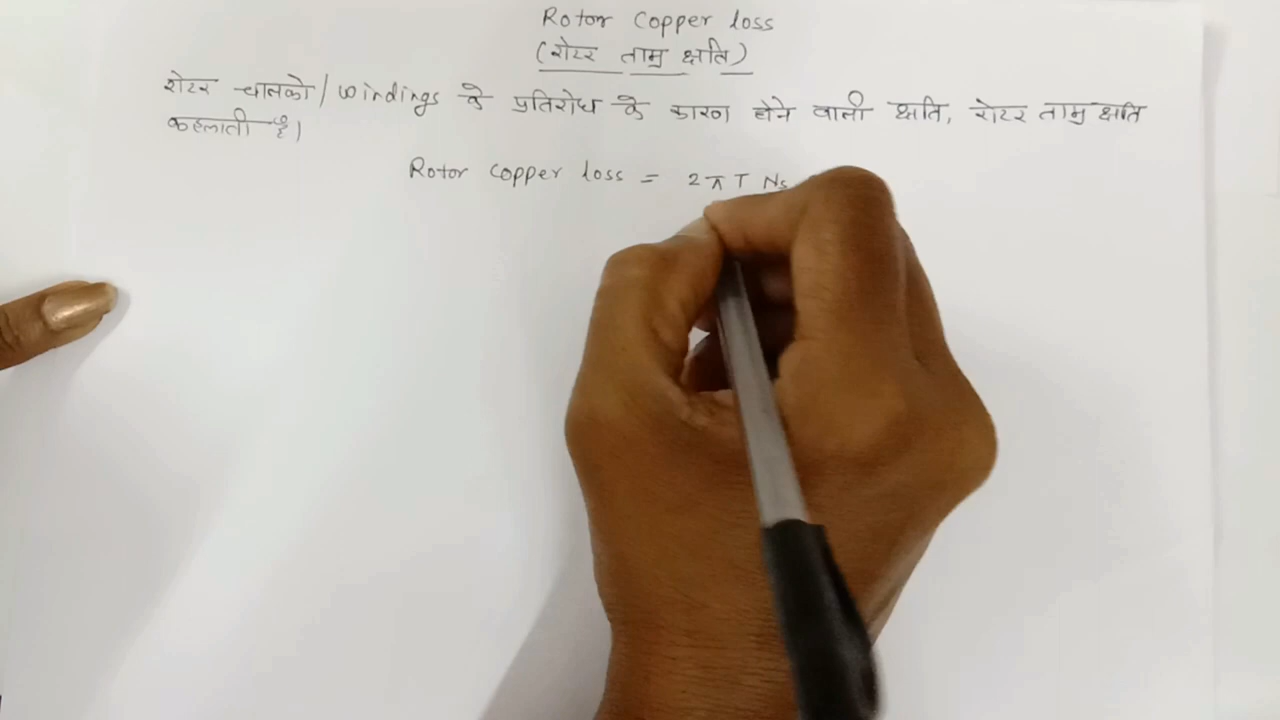 Rotor Copper loss
(रोटर ताम्र क्षति)
रोटर चालको/windings के प्रतिरोध के कारण होने वाली क्षति, रोटर ताम्र क्षति
कहलाती है।
Rotor Copper loss = 2π T Ns